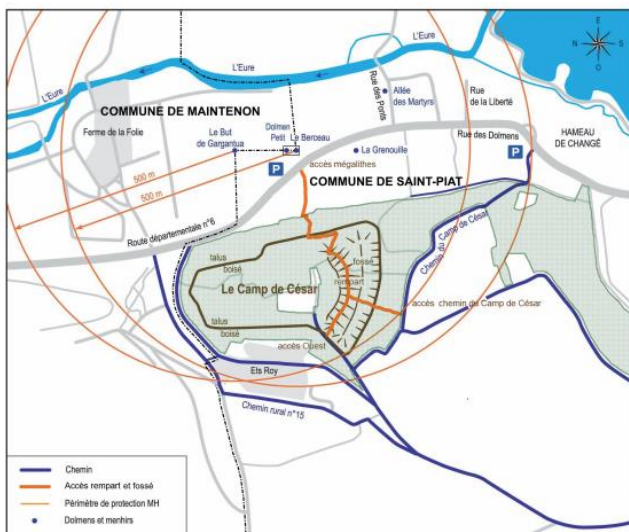 E
N
S
O
L'Eure
L'Eure
L'Eure
Rue des Ponts
Allée
des Martyrs
Rue
de la Liberté
COMMUNE DE MAINTENON
Ferme de la Folie
Le But
de Gargantua
Dolmen
Petit
Le Berceau
La Grenouille
Rue des Dolmens
HAMEAU
DE CHANGÉ
P
P
accès mégalithes
COMMUNE DE SAINT-PIAT
500 m
500 m
Route départementale n°6
Chemin du Camp de César
talus
boisé
fossé
rempart
Le Camp de César
talus
boisé
accès chemin du Camp de César
accès Ouest
Ets Roy
Chemin rural n°15
Chemin
Accès rempart et fossé
Périmètre de protection MH
Dolmens et menhirs